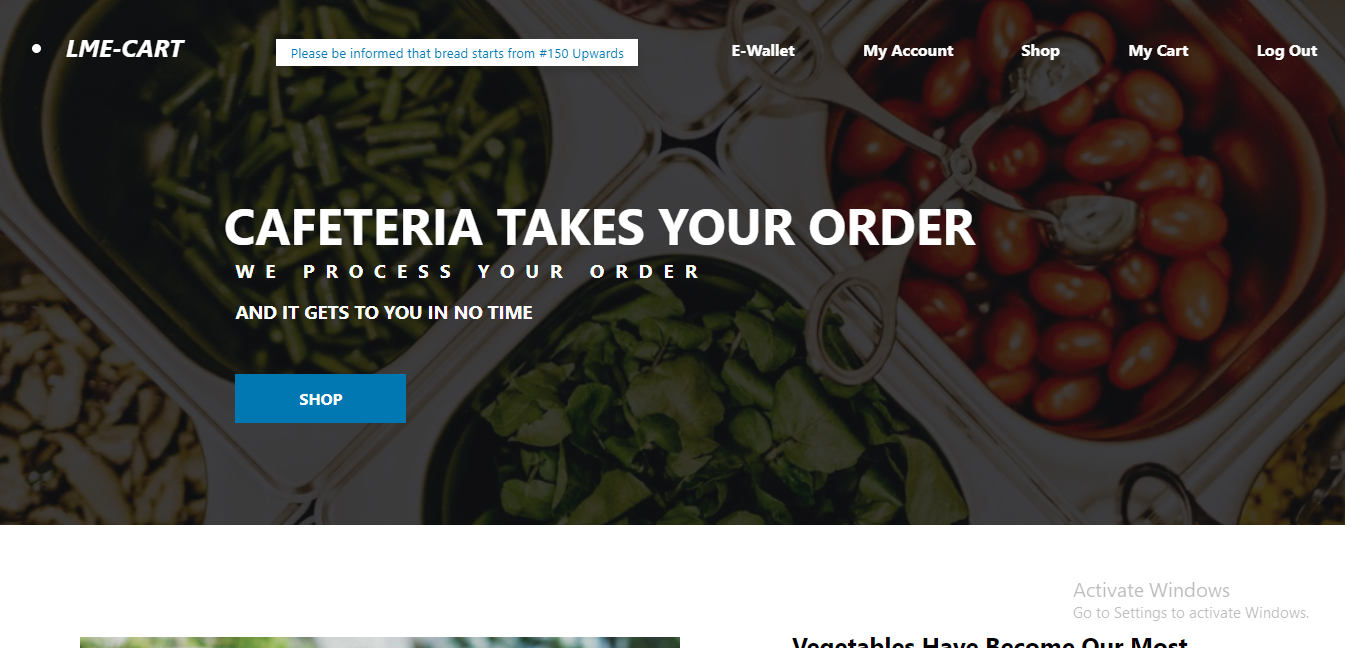 LME-CART
Please be informed that bread starts from #150 Upwards
E-Wallet
My Account
Shop
My Cart
Log Out
CAFETERIA TAKES YOUR ORDER
WE PROCESS YOUR ORDER
AND IT GETS TO YOU IN NO TIME
SHOP
Activate Windows
Go to Settings to activate Windows.
Vegetables Have Become Our Most